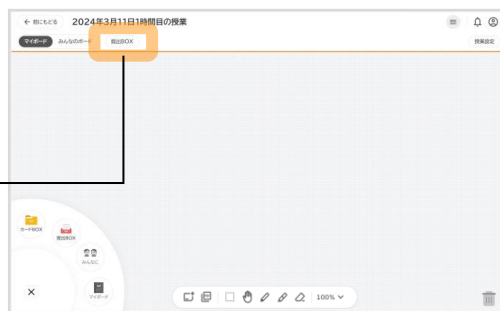 ← 前にもどる 2024年3月11日1時間目の授業
マイボード みんなのボード 提出BOX 授業設定
カードBOX
提出BOX
みんなに
マイボード
100%